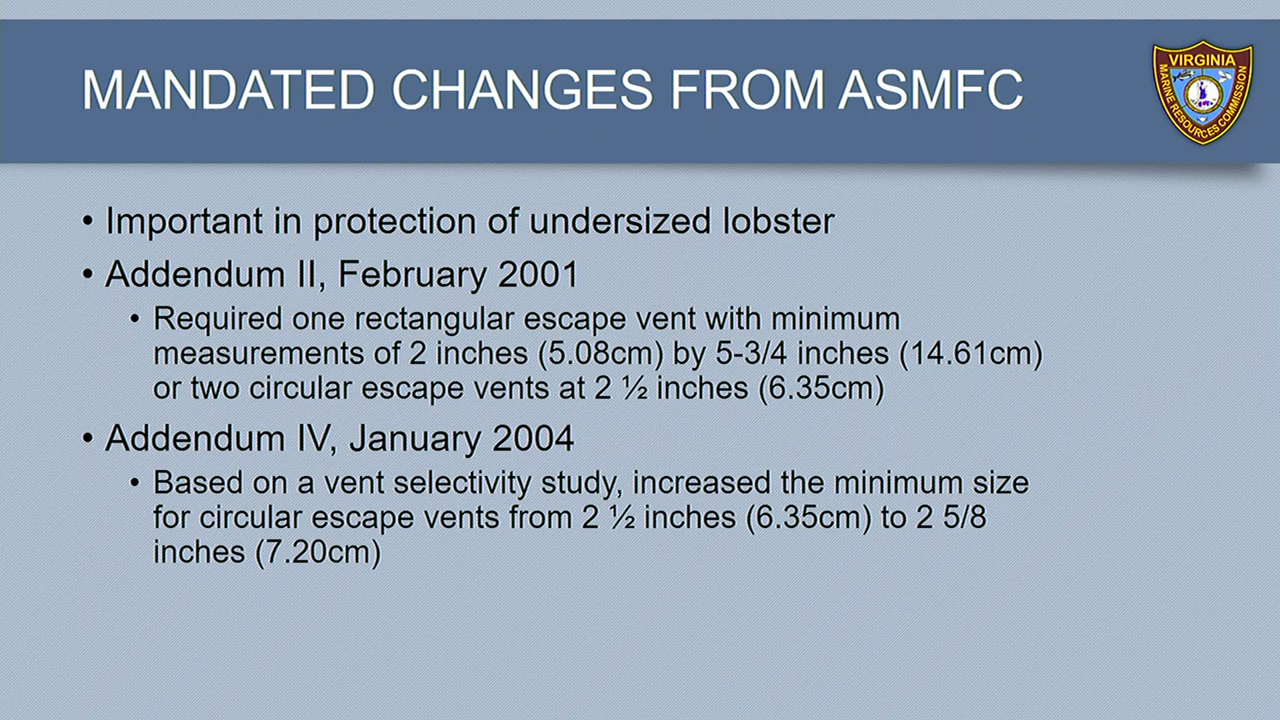 MANDATED CHANGES FROM ASMFC
VIRGINIA
MARINE RESOURCES COMMISSION
• Important in protection of undersized lobster
• Addendum II, February 2001
• Required one rectangular escape vent with minimum
measurements of 2 inches (5.08cm) by 5-3/4 inches (14.61cm)
or two circular escape vents at 2 ½ inches (6.35cm)
• Addendum IV, January 2004
• Based on a vent selectivity study, increased the minimum size
for circular escape vents from 2 ½ inches (6.35cm) to 2 5/8
inches (7.20cm)